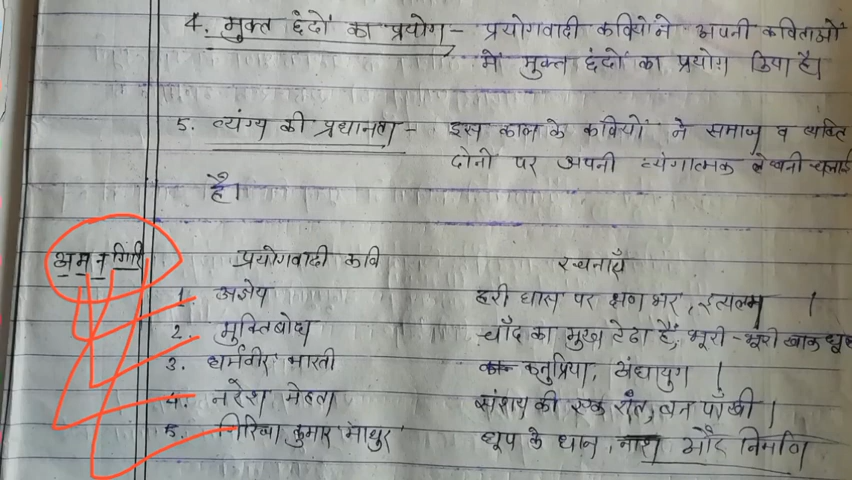 4. मुक्त छंदों का प्रयोग - प्रयोगवादी कवियों ने अपनी कविताओं
में मुक्त छंदों का प्रयोग किया है।
5. व्यंग्य की प्रधानता - इस काल के कवियों ने समाज व व्यक्ति
दोनों पर अपनी व्यंगात्मक लेखनी चलाई
है।
अम न गिरि प्रयोगवादी कवि रचनाएँ
1. अज्ञेय हरी घास पर क्षण भर, इत्यलम ।
2. मुक्तिबोध चाँद का मुख टेढा है, भूरी-भूरी खाक धूल
3. धर्मवीर भारती कनुप्रिया, अंधायुग ।
4. नरेश मेहता संशय की एक रात, वन पाँखी ।
5. गिरिजा कुमार माथुर धूप के धान, नाश और निर्माण